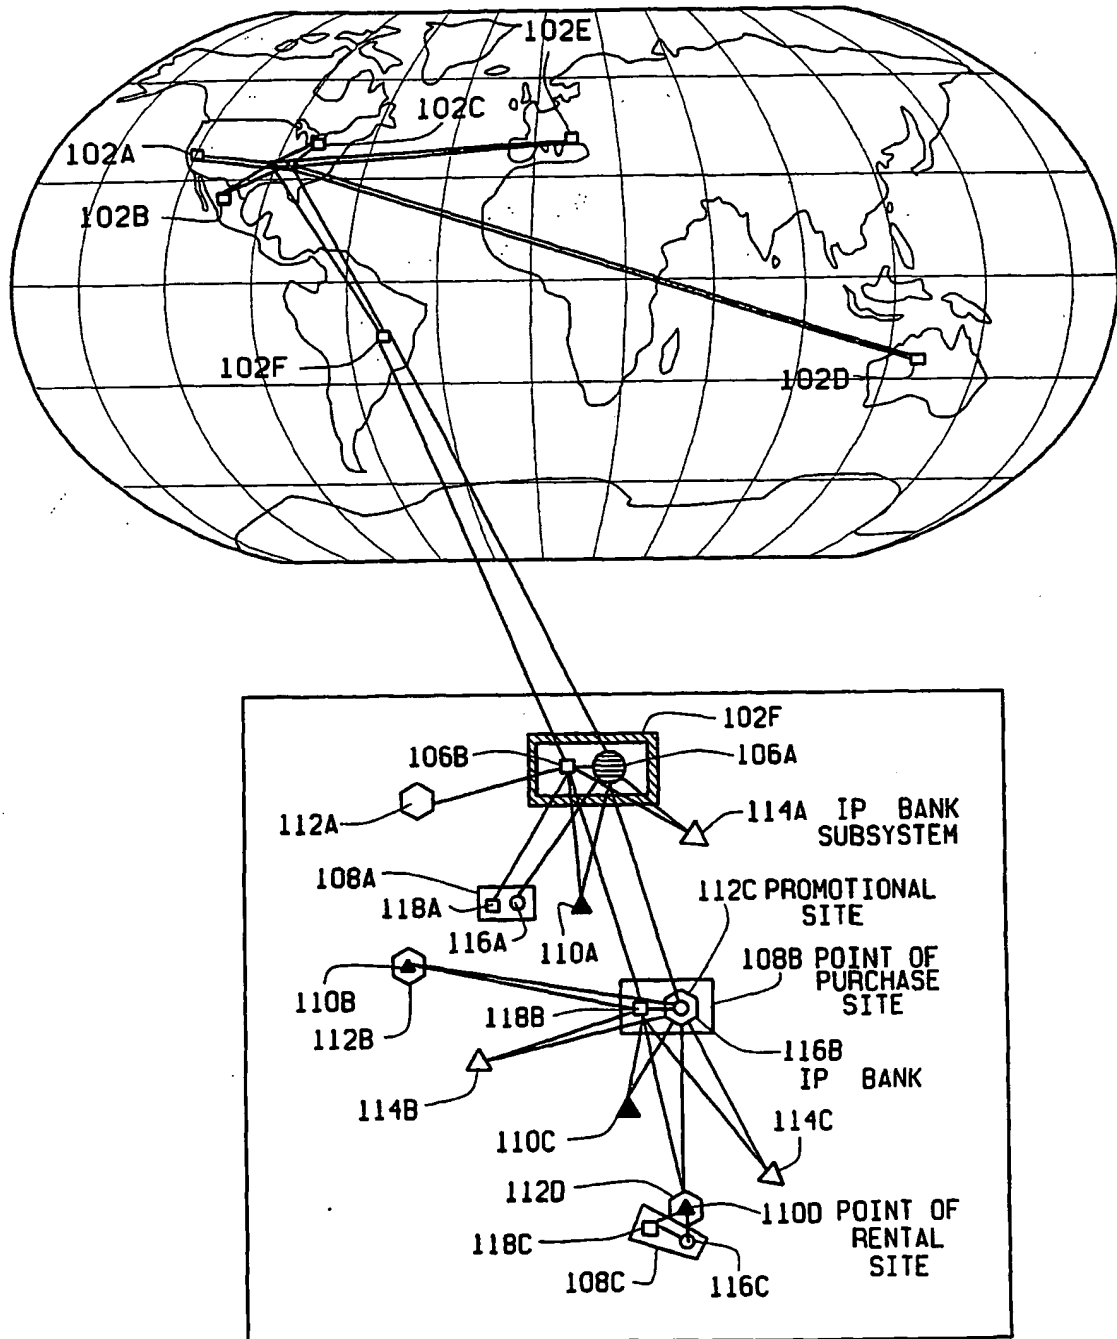 102E
102C
102A
102B
102F
102D
102F
106B
106A
112A
114A IP BANK
SUBSYSTEM
108A
118A
112C PROMOTIONAL
SITE
116A
110A
108B POINT OF
PURCHASE
SITE
110B
118B
112B
116B
IP BANK
114B
110C
114C
112D
110D POINT OF
RENTAL
SITE
118C
108C
116C